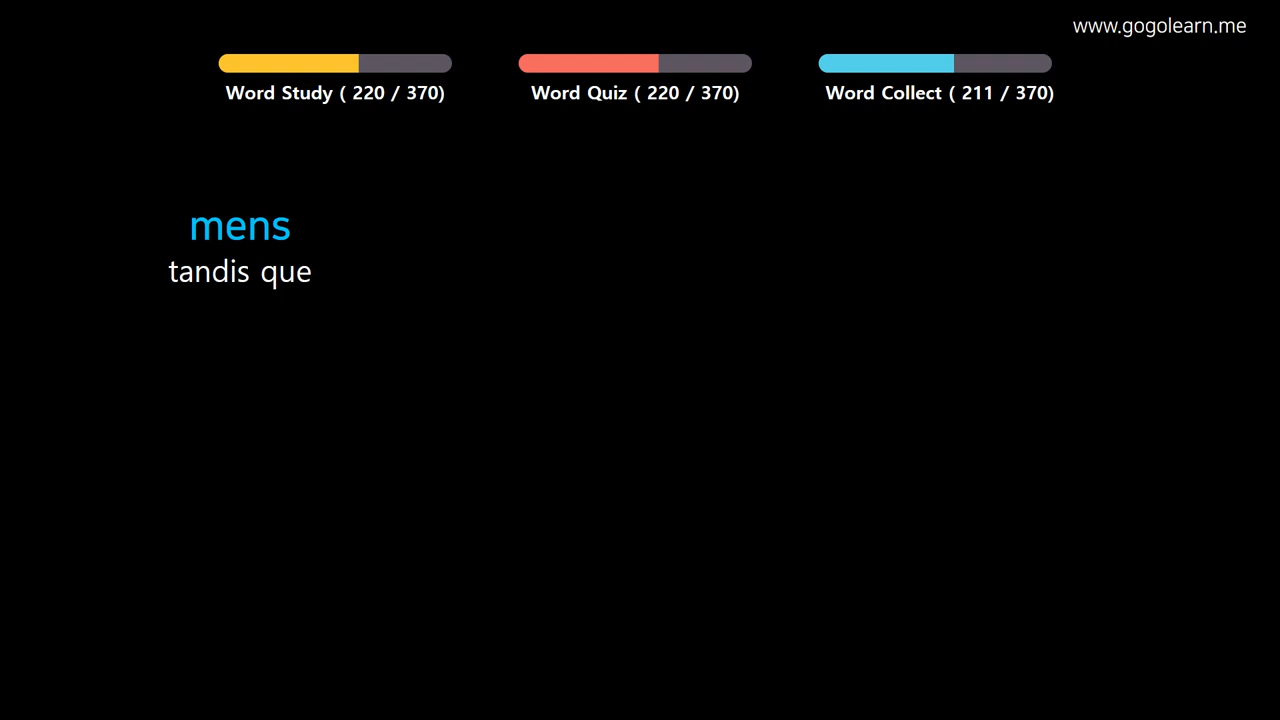 www.gogolearn.me
Word Study ( 220 / 370)
Word Quiz ( 220 / 370)
Word Collect ( 211 / 370)
mens
tandis que